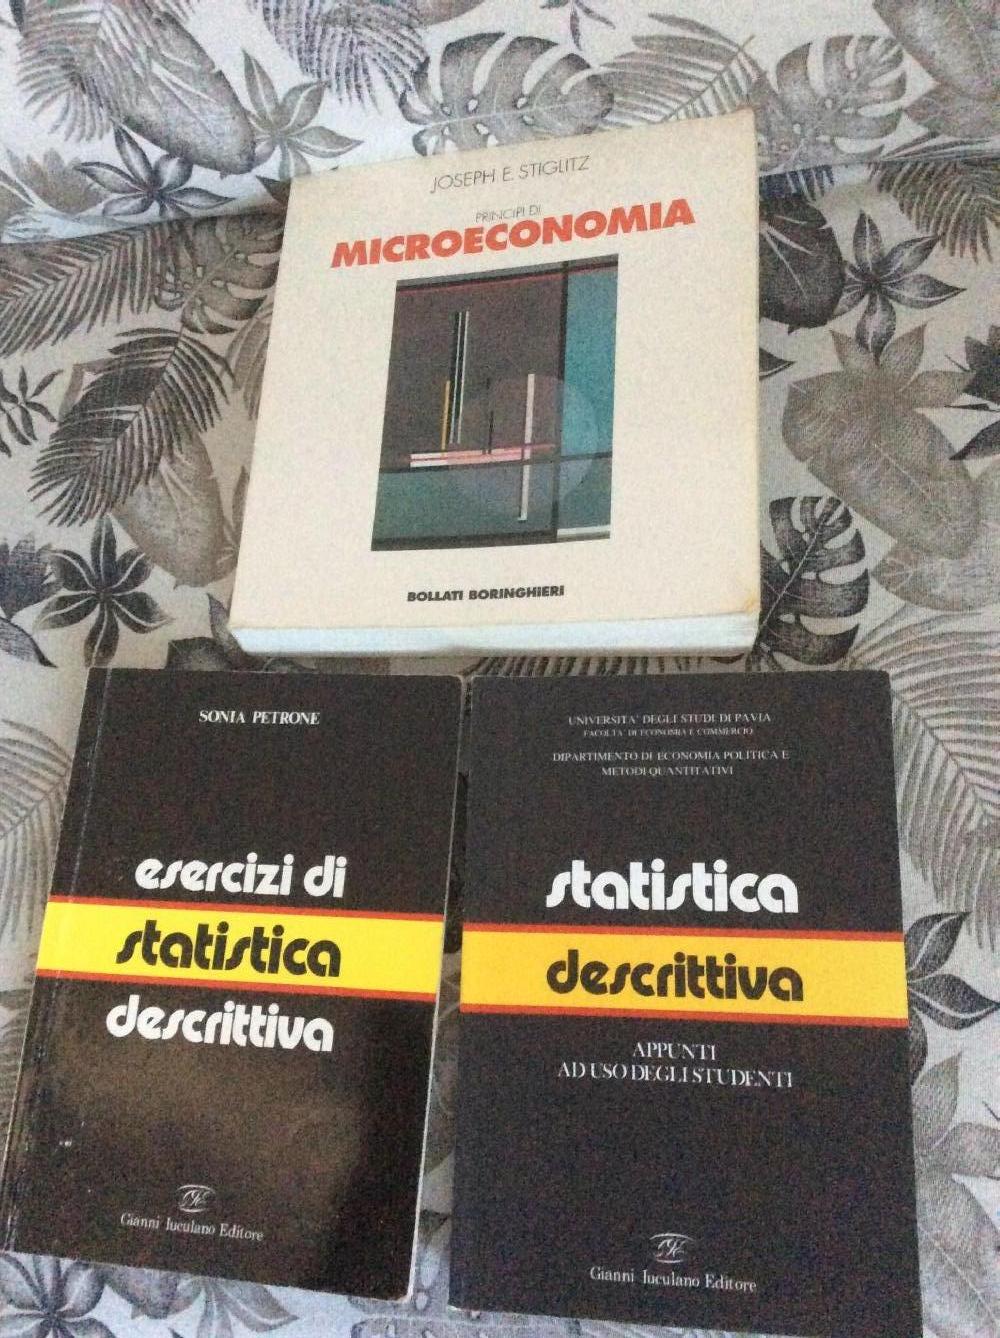 JOSEPH E. STIGLITZ
PRINCIPI DI
MICROECONOMIA
BOLLATI BORINGHIERI
SONIA PETRONE
esercizi di
statistica
descrittiva
Gianni Iuculano Editore
UNIVERSITA' DEGLI STUDI DI PAVIA
FACOLTA' DI ECONOMIA E COMMERCIO
DIPARTIMENTO DI ECONOMIA POLITICA E
METODI QUANTITATIVI
statistica
descrittiva
APPUNTI
AD USO DEGLI STUDENTI
Gianni Iuculano Editore